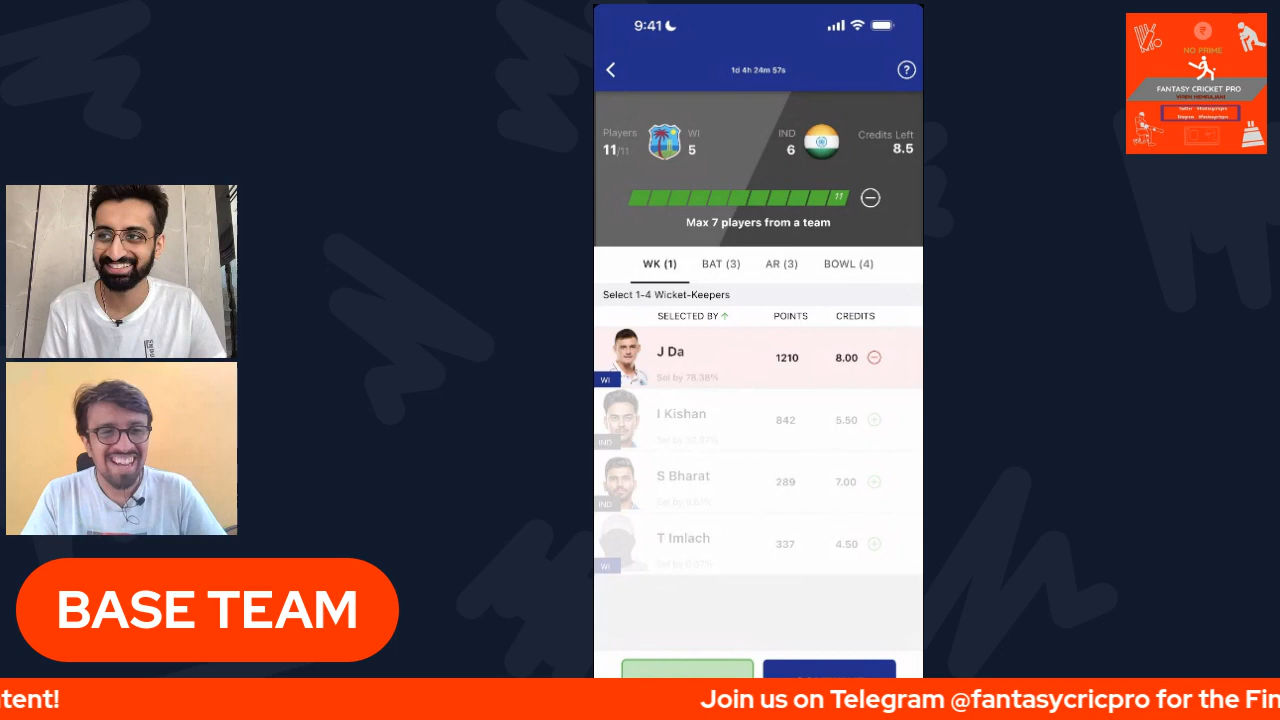 9:41
1d 4h 24m 57s
?
Players
11/11
WI
5
IND
6
Credits Left
8.5
11
Max 7 players from a team
WK (1)
BAT (3)
AR (3)
BOWL (4)
Select 1-4 Wicket-Keepers
SELECTED BY
POINTS
CREDITS
J Da
1210
8.00
WI
Sel by 78.38%
I Kishan
842
5.50
IND
S Bharat
289
7.00
IND
T Imlach
337
4.50
WI
NO PRIME
FANTASY CRICKET PRO
VIREN HEMRAJANI
BASE TEAM
tent!
Join us on Telegram @fantasycricpro for the Fin